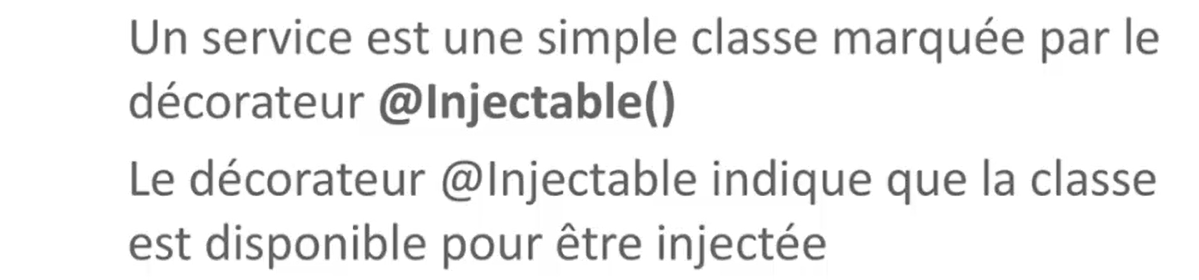 Un service est une simple classe marquée par le
décorateur @Injectable()
Le décorateur @Injectable indique que la classe
est disponible pour être injectée